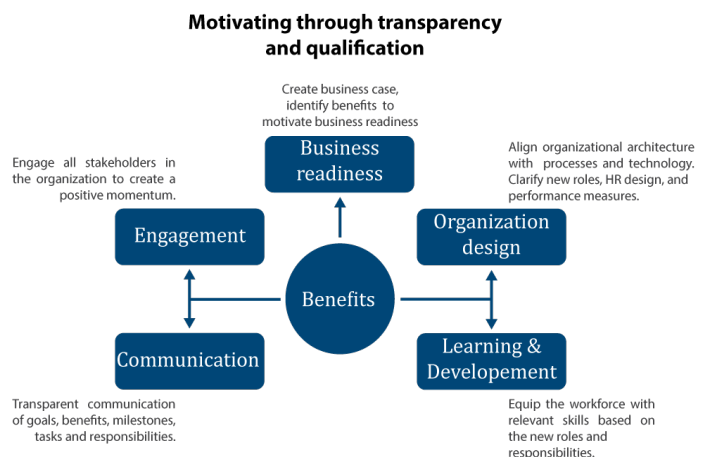 Motivating through transparency
and qualification
Create business case,
identify benefits to
motivate business readiness
Business
readiness
Engage all stakeholders in
the organization to create a
positive momentum.
Engagement
Align organizational architecture
with processes and technology.
Clarify new roles, HR design, and
performance measures.
Organization
design
Benefits
Communication
Transparent communication
of goals, benefits, milestones,
tasks and responsibilities.
Learning &
Developement
Equip the workforce with
relevant skills based on
the new roles and
responsibilities.